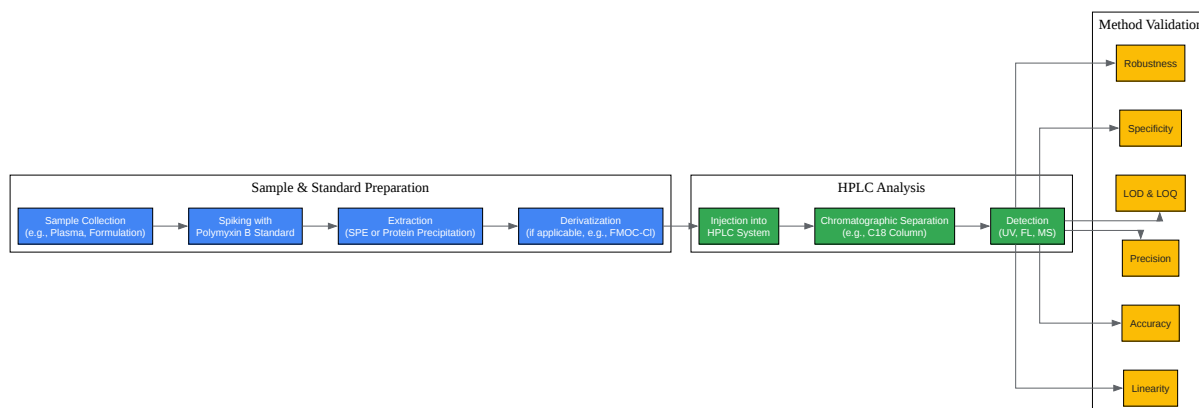 Method Validation
Robustness
Specificity
LOD & LOQ
Precision
Accuracy
Linearity
Sample & Standard Preparation
Sample Collection
(e.g., Plasma, Formulation)
Spiking with
Polymyxin B Standard
Extraction
(SPE or Protein Precipitation)
Derivatization
(if applicable, e.g., FMOC-Cl)
HPLC Analysis
Injection into
HPLC System
Chromatographic Separation
(e.g., C18 Column)
Detection
(UV, FL, MS)